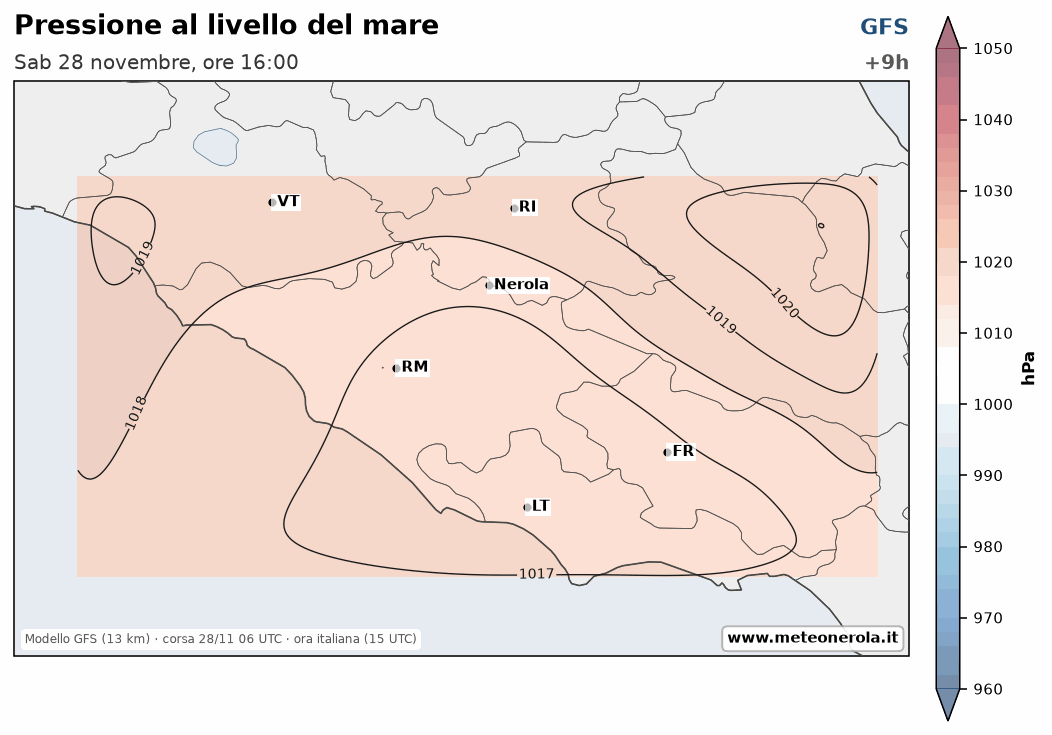 Pressione al livello del mare
GFS
Sab 28 novembre, ore 16:00
+9h
1050
1040
1030
1020
1010
1000
990
980
970
960
hPa
VT
RI
1019
Nerola
1020
1019
RM
1018
FR
LT
1017
Modello GFS (13 km) · corsa 28/11 06 UTC · ora italiana (15 UTC)
www.meteonerola.it